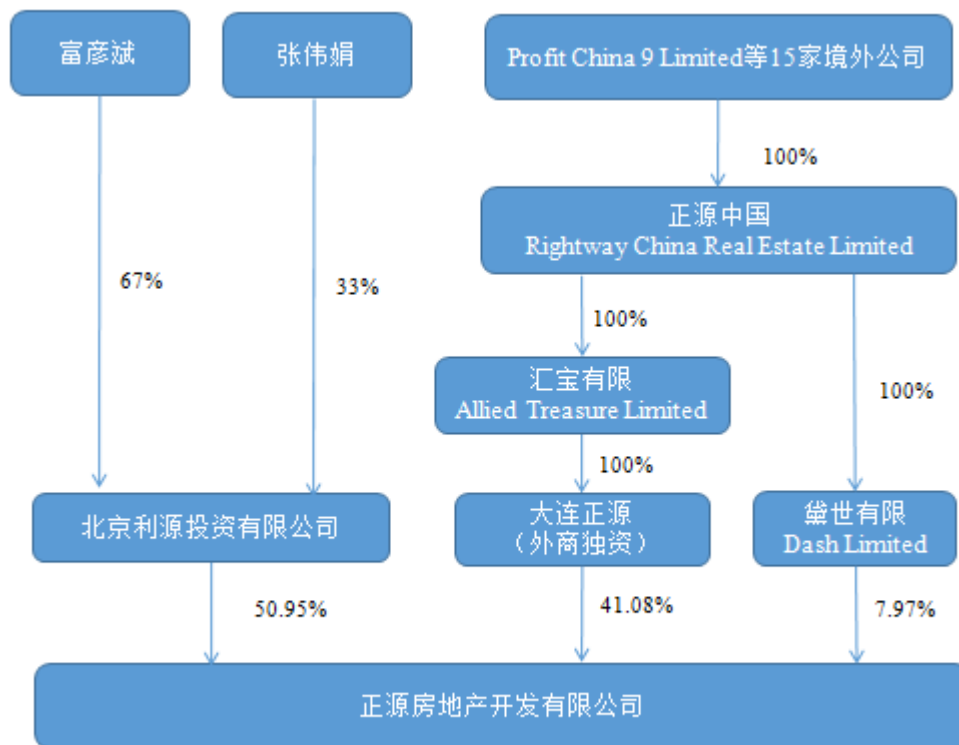 富彦斌
张伟娟
Profit China 9 Limited等15家境外公司
100%
正源中国
Rightway China Real Estate Limited
67%
33%
100%
汇宝有限
Allied Treasure Limited
100%
100%
北京利源投资有限公司
大连正源
（外商独资）
黛世有限
Dash Limited
50.95%
41.08%
7.97%
正源房地产开发有限公司